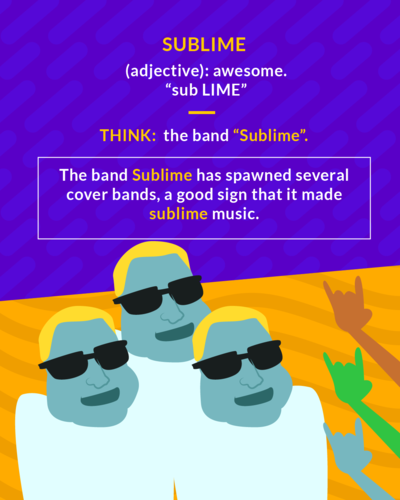 SUBLIME
(adjective): awesome.
“sub LIME”
THINK: the band “Sublime”.
The band Sublime has spawned several
cover bands, a good sign that it made
sublime music.